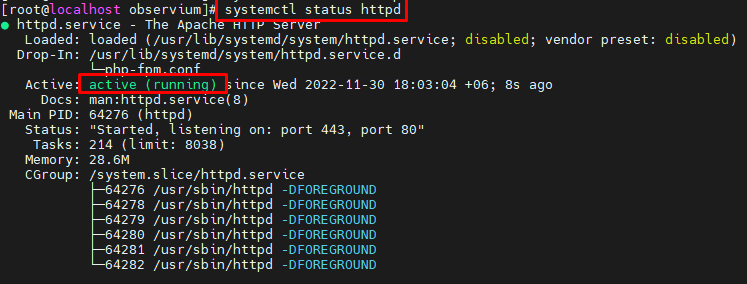 [root@localhost observium]# systemctl status httpd
● httpd.service - The Apache HTTP Server
   Loaded: loaded (/usr/lib/systemd/system/httpd.service; disabled; vendor preset: disabled)
  Drop-In: /usr/lib/systemd/system/httpd.service.d
           └─php-fpm.conf
   Active: active (running) since Wed 2022-11-30 18:03:04 +06; 8s ago
     Docs: man:httpd.service(8)
 Main PID: 64276 (httpd)
   Status: "Started, listening on: port 443, port 80"
    Tasks: 214 (limit: 8038)
   Memory: 28.6M
   CGroup: /system.slice/httpd.service
           ├─64276 /usr/sbin/httpd -DFOREGROUND
           ├─64278 /usr/sbin/httpd -DFOREGROUND
           ├─64279 /usr/sbin/httpd -DFOREGROUND
           ├─64280 /usr/sbin/httpd -DFOREGROUND
           ├─64281 /usr/sbin/httpd -DFOREGROUND
           └─64282 /usr/sbin/httpd -DFOREGROUND